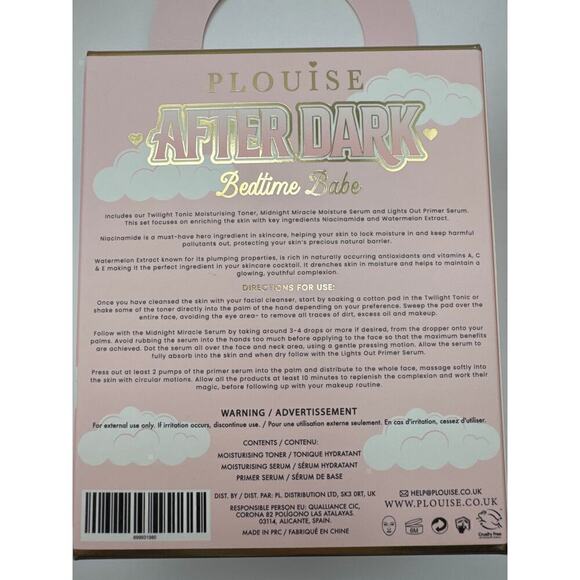 PLOUISE
AFTER DARK
Bedtime Babe
Includes our Twilight Tonic Moisturising Toner, Midnight Miracle Moisture Serum and Lights Out Primer Serum.
This set focuses on enriching the skin with key ingredients Niacinamide and Watermelon Extract.
Niacinamide is a must-have hero ingredient in skincare, helping your skin to lock moisture in and keep harmful
pollutants out, protecting your skin's precious natural barrier.
Watermelon Extract known for its plumping properties, is rich in naturally occurring antioxidants and vitamins A, C
& E making it the perfect ingredient in your skincare cocktail. It drenches skin in moisture and helps to maintain a
glowing, youthful complexion.
DIRECTIONS FOR USE:
Once you have cleansed the skin with your facial cleanser, start by soaking a cotton pad in the Twilight Tonic or
shake some of the toner directly into the palm of the hand depending on your preference. Sweep the pad over the
entire face, avoiding the eye area- to remove all traces of dirt, excess oil and makeup.
Follow with the Midnight Miracle Serum by taking around 3-4 drops or more if desired, from the dropper onto your
palms. Avoid rubbing the serum into the hands too much before applying to the face so that the maximum benefits
are achieved. Dot the serum all over the face and neck area, using a gentle pressing motion. Allow the serum to
fully absorb into the skin and when dry follow with the Lights Out Primer Serum.
Press out at least 2 pumps of the primer serum into the palm and distribute to the whole face, massage softly into
the skin with circular motions. Allow all the products at least 10 minutes to replenish the complexion and work their
magic, before following up with your makeup routine.
WARNING / ADVERTISSEMENT
For external use only. If irritation occurs, discontinue use. / Pour une utilisation externe seulement. En cas d'irritation, cessez d'utiliser.
CONTENTS / CONTENU:
MOISTURISING TONER / TONIQUE HYDRATANT
MOISTURISING SERUM / SÉRUM HYDRATANT
PRIMER SERUM / SÉRUM DE BASE
DIST. BY / DIST. PAR: PL DISTRIBUTION LTD, SK3 0RT, UK
RESPONSIBLE PERSON EU: QUALLIANCE CIC,
CORONA 82 POLÍGONO LAS ATALAYAS.
03114, ALICANTE, SPAIN.
MADE IN PRC / FABRIQUÉ EN CHINE
HELP@PLOUISE.CO.UK
WWW.PLOUISE.CO.UK
6M
Cruelty Free